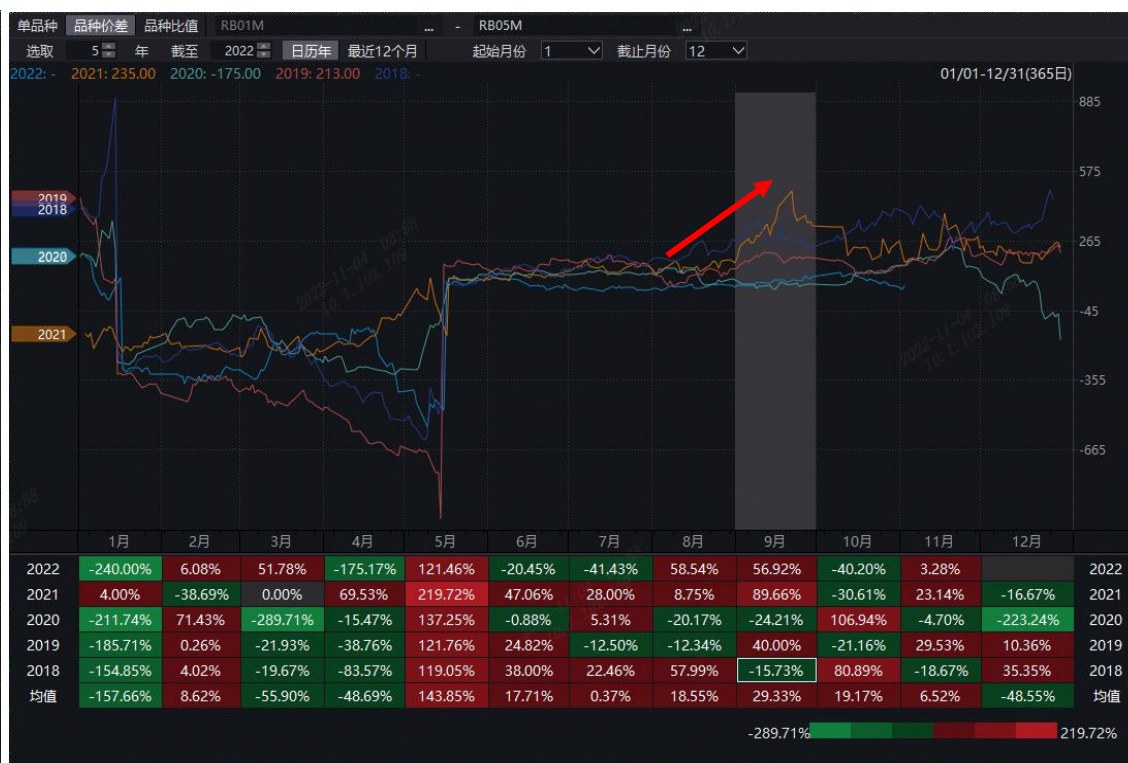 单品种 品种价差 品种比值 RB01M ... - RB05M ...
选取 5 年 截至 2022 日历年 最近12个月 起始月份 1 截止月份 12
2022: - 2021: 235.00 2020: -175.00 2019: 213.00 2018: - 01/01-12/31(365日)
885
575
2019
2018
265
2020
-45
2021
-355
-665
1月 2月 3月 4月 5月 6月 7月 8月 9月 10月 11月 12月
2022 -240.00% 6.08% 51.78% -175.17% 121.46% -20.45% -41.43% 58.54% 56.92% -40.20% 3.28% 2022
2021 4.00% -38.69% 0.00% 69.53% 219.72% 47.06% 28.00% 8.75% 89.66% -30.61% 23.14% -16.67% 2021
2020 -211.74% 71.43% -289.71% -15.47% 137.25% -0.88% 5.31% -20.17% -24.21% 106.94% -4.70% -223.24% 2020
2019 -185.71% 0.26% -21.93% -38.76% 121.76% 24.82% -12.50% -12.34% 40.00% -21.16% 29.53% 10.36% 2019
2018 -154.85% 4.02% -19.67% -83.57% 119.05% 38.00% 22.46% 57.99% -15.73% 80.89% -18.67% 35.35% 2018
均值 -157.66% 8.62% -55.90% -48.69% 143.85% 17.71% 0.37% 18.55% 29.33% 19.17% 6.52% -48.55% 均值
-289.71% 219.72%